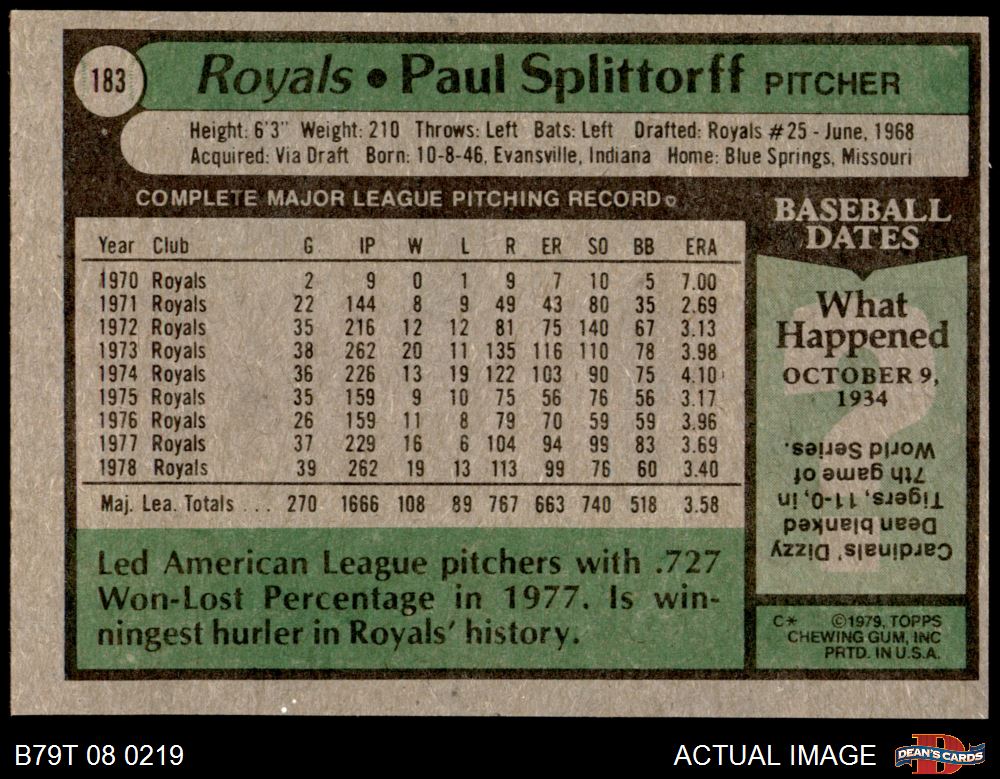 183
Royals • Paul Splittorff PITCHER
Height: 6'3" Weight: 210 Throws: Left Bats: Left Drafted: Royals #25 - June, 1968
Acquired: Via Draft Born: 10-8-46, Evansville, Indiana Home: Blue Springs, Missouri
COMPLETE MAJOR LEAGUE PITCHING RECORD
Year Club G IP W L R ER SO BB ERA
1970 Royals 2 9 0 1 9 7 10 5 7.00
1971 Royals 22 144 8 9 49 43 80 35 2.69
1972 Royals 35 216 12 12 81 75 140 67 3.13
1973 Royals 38 262 20 11 135 116 110 78 3.98
1974 Royals 36 226 13 19 122 103 90 75 4.10
1975 Royals 35 159 9 10 75 56 76 56 3.17
1976 Royals 26 159 11 8 79 70 59 59 3.96
1977 Royals 37 229 16 6 104 94 99 83 3.69
1978 Royals 39 262 19 13 113 99 76 60 3.40
Maj. Lea. Totals ... 270 1666 108 89 767 663 740 518 3.58
Led American League pitchers with .727
Won-Lost Percentage in 1977. Is win-
ningest hurler in Royals' history.
BASEBALL
DATES
What
Happened
OCTOBER 9,
1934
Cardinals' Dizzy
Dean blanked
Tigers, 11-0, in
7th game of
World Series.
C* ©1979, TOPPS
CHEWING GUM, INC
PRTD. IN U.S.A.
B79T 08 0219
ACTUAL IMAGE
DEAN'S CARDS